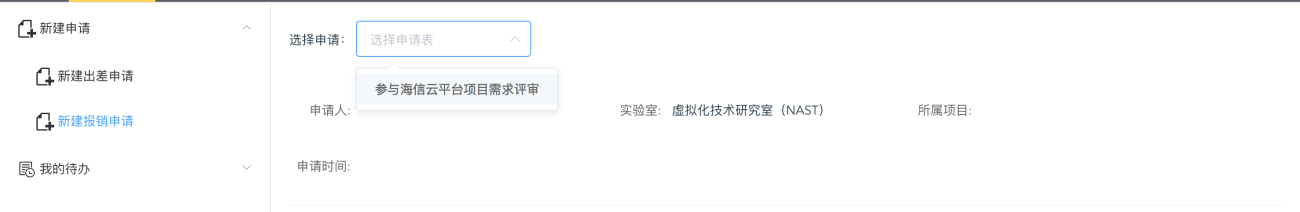 新建申请
新建出差申请
新建报销申请
我的待办
选择申请:
选择申请表
参与海信云平台项目需求评审
申请人:
实验室: 虚拟化技术研究室（NAST）
所属项目:
申请时间: